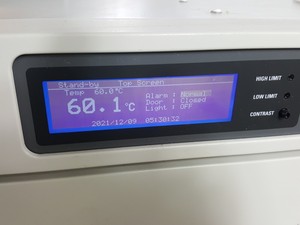 Stand-by Top Screen
Temp 60.0℃
60.1℃
Alarm : Normal
Door : Closed
Light : OFF
2021/12/09 05:30:32
HIGH LIMIT
LOW LIMIT
CONTRAST